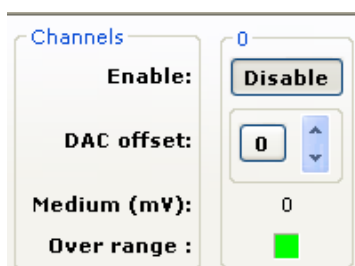 Channels 0
Enable: Disable
DAC offset: 0
Medium (mV): 0
Over range :